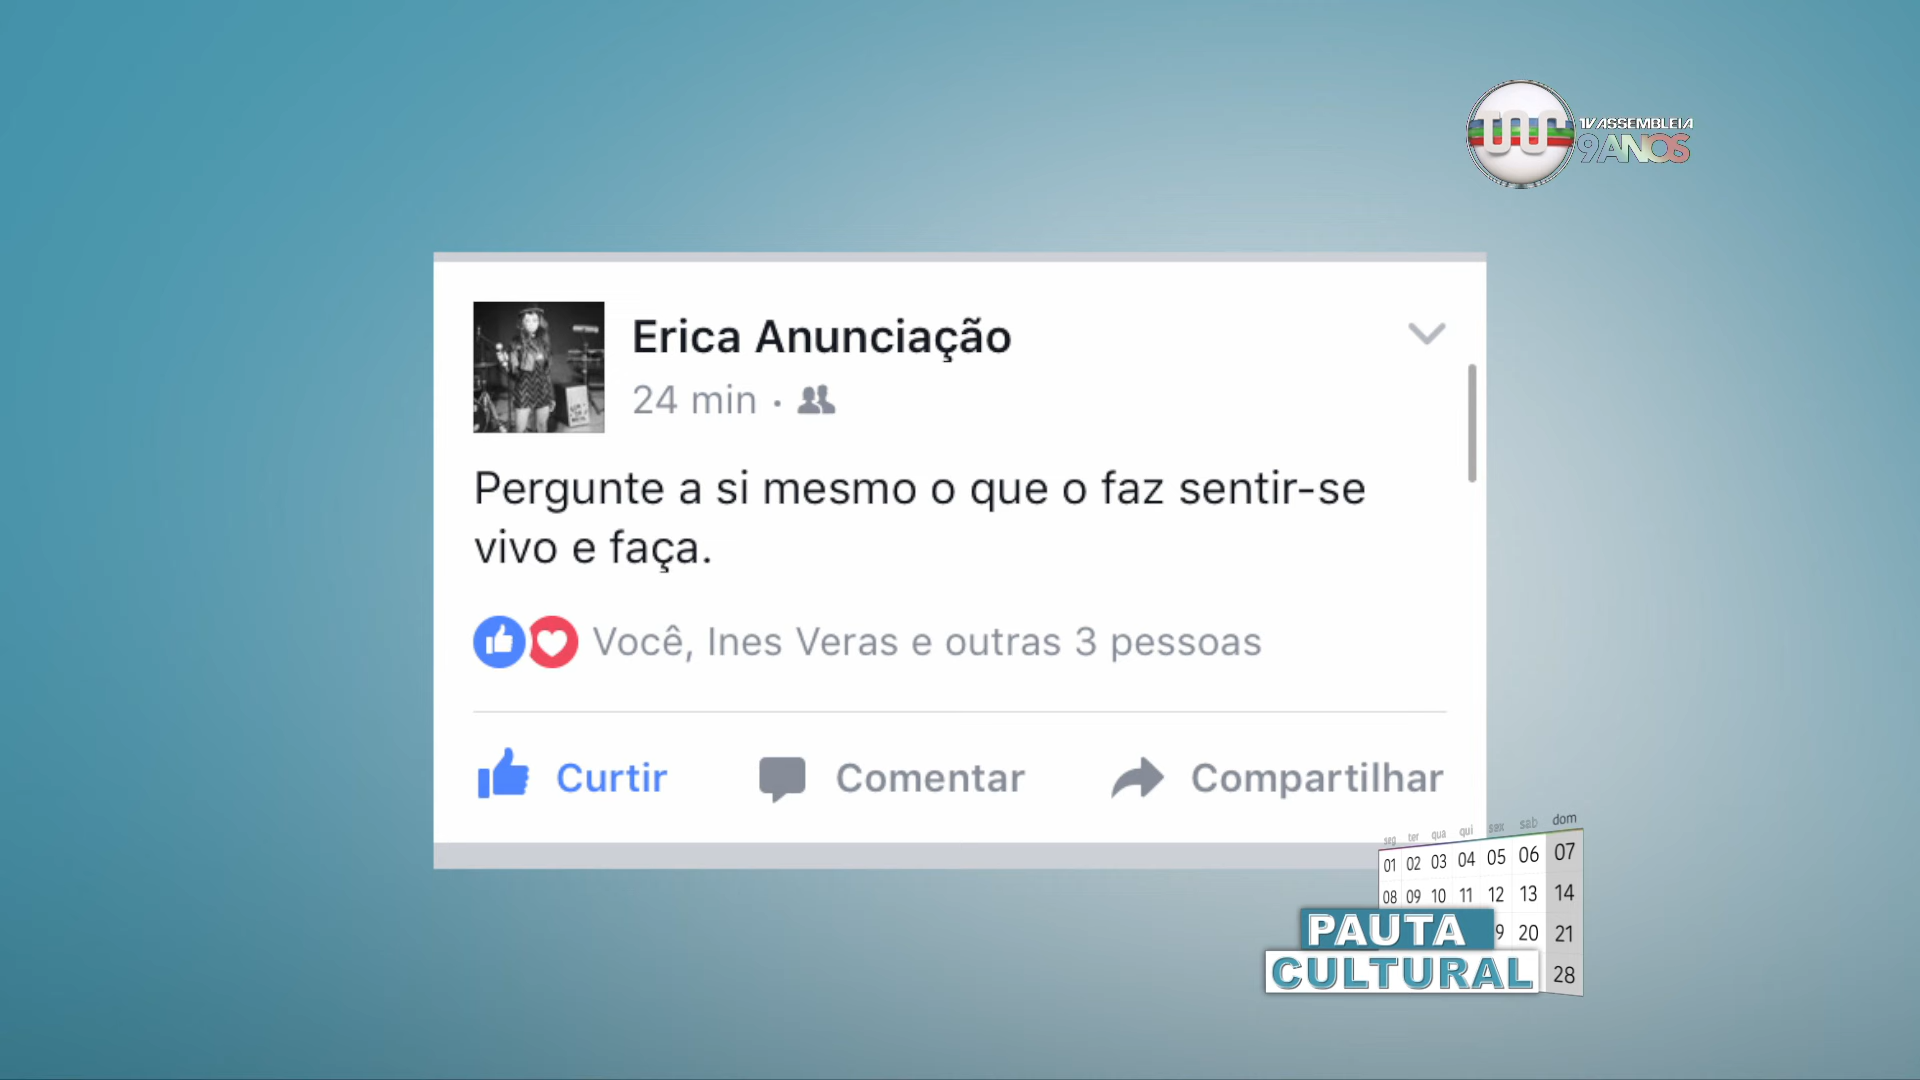 TV ASSEMBLEIA
9 ANOS
Erica Anunciação
24 min ·
Pergunte a si mesmo o que o faz sentir-se
vivo e faça.
Você, Ines Veras e outras 3 pessoas
Curtir Comentar Compartilhar
seg ter qua qui sex sab dom
01 02 03 04 05 06 07
08 09 10 11 12 13 14
20 21
28
PAUTA
CULTURAL